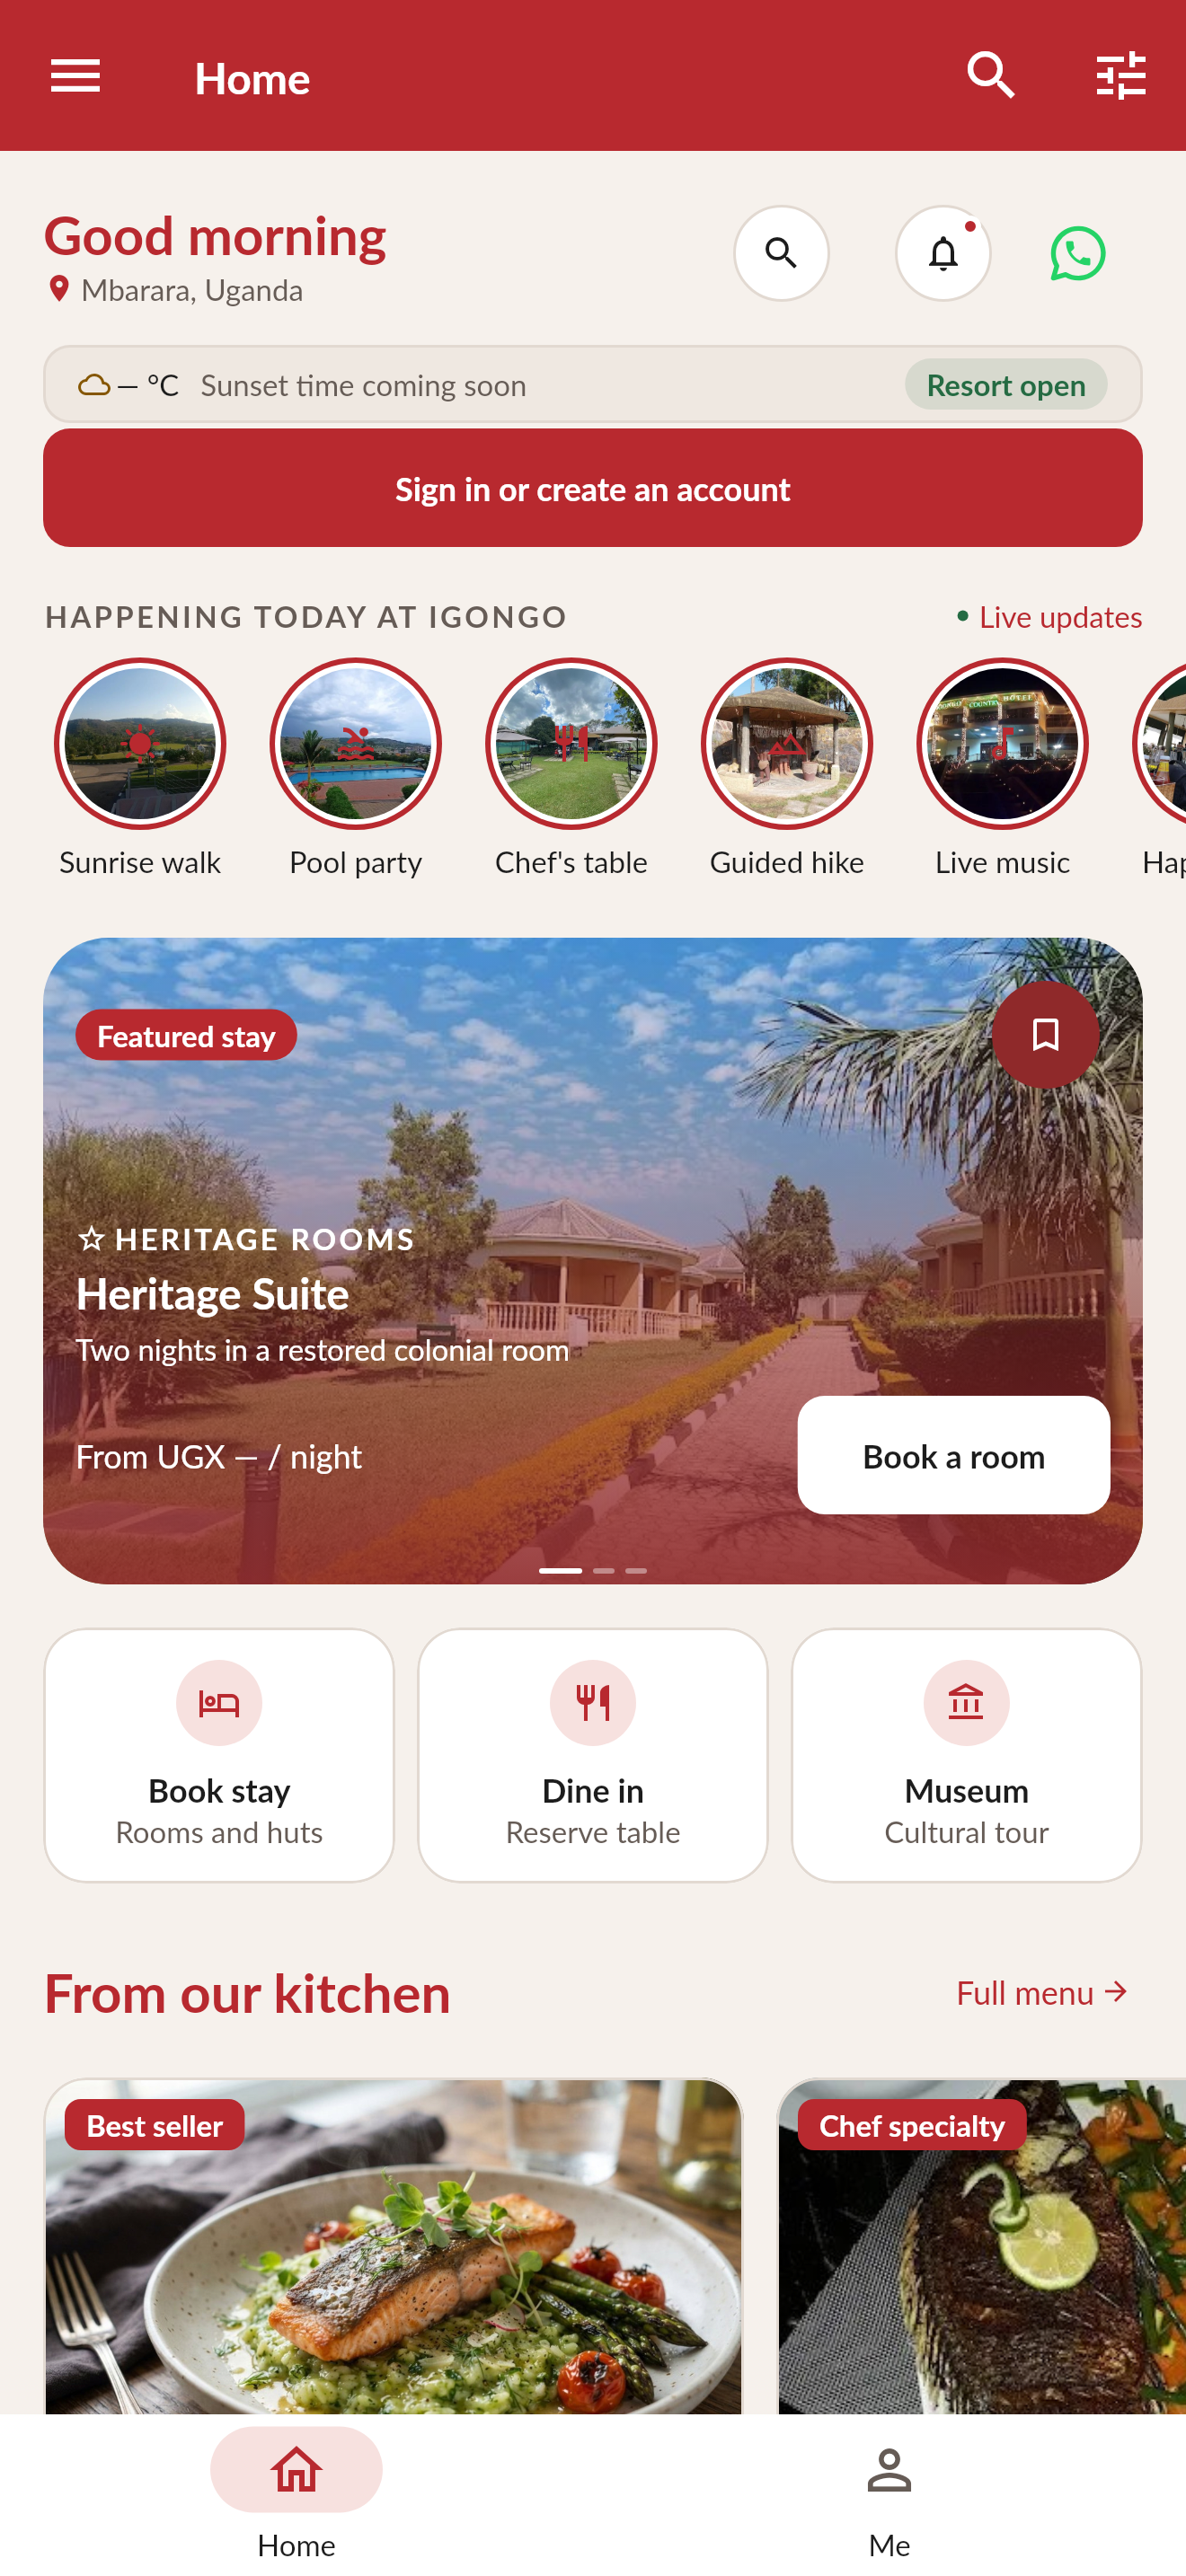 Home
Good morning
Mbarara, Uganda
— °C Sunset time coming soon
Resort open
Sign in or create an account
HAPPENING TODAY AT IGONGO
• Live updates
Sunrise walk
Pool party
Chef's table
Guided hike
Live music
Hap
Featured stay
HERITAGE ROOMS
Heritage Suite
Two nights in a restored colonial room
From UGX — / night
Book a room
Book stay
Rooms and huts
Dine in
Reserve table
Museum
Cultural tour
From our kitchen
Full menu →
Best seller
Chef specialty
Home
Me